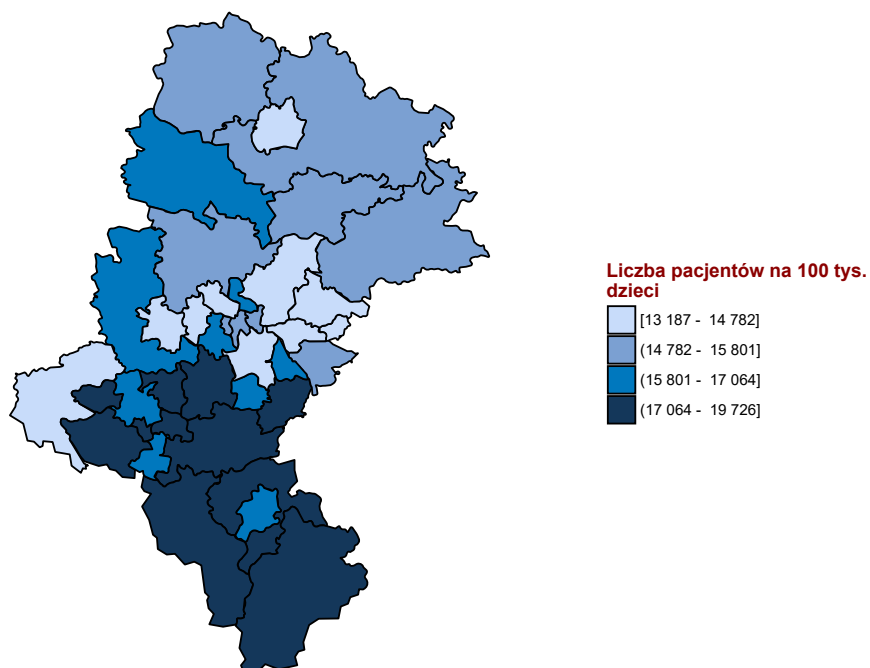 Liczba pacjentów na 100 tys.
dzieci
[13 187 - 14 782]
(14 782 - 15 801]
(15 801 - 17 064]
(17 064 - 19 726]